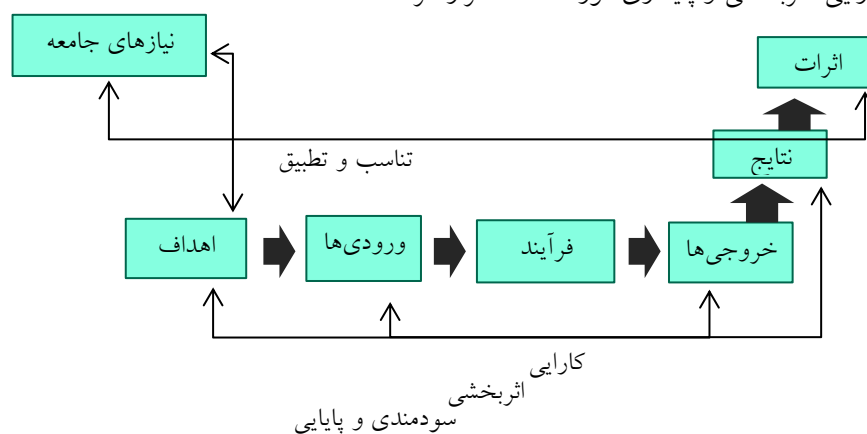 نیازهای جامعه
اثرات
نتایج
تناسب و تطبیق
اهداف
ورودی‌ها
فرآیند
خروجی‌ها
کارایی
اثربخشی
سودمندی و پایایی